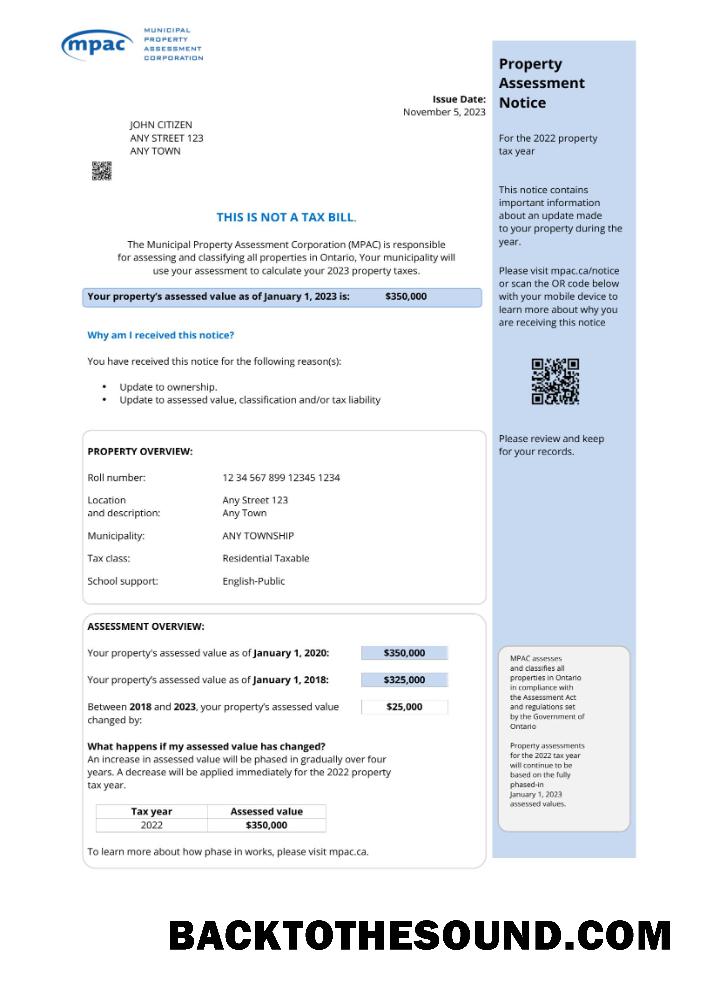 mpac
MUNICIPAL
PROPERTY
ASSESSMENT
CORPORATION
Issue Date:
November 5, 2023
JOHN CITIZEN
ANY STREET 123
ANY TOWN
THIS IS NOT A TAX BILL.
The Municipal Property Assessment Corporation (MPAC) is responsible
for assessing and classifying all properties in Ontario, Your municipality will
use your assessment to calculate your 2023 property taxes.
Your property's assessed value as of January 1, 2023 is: $350,000
Why am I received this notice?
You have received this notice for the following reason(s):
• Update to ownership.
• Update to assessed value, classification and/or tax liability
PROPERTY OVERVIEW:
Roll number: 12 34 567 899 12345 1234
Location Any Street 123
and description: Any Town
Municipality: ANY TOWNSHIP
Tax class: Residential Taxable
School support: English-Public
ASSESSMENT OVERVIEW:
Your property's assessed value as of January 1, 2020: $350,000
Your property's assessed value as of January 1, 2018: $325,000
Between 2018 and 2023, your property's assessed value $25,000
changed by:
What happens if my assessed value has changed?
An increase in assessed value will be phased in gradually over four
years. A decrease will be applied immediately for the 2022 property
tax year.
Tax year Assessed value
2022 $350,000
To learn more about how phase in works, please visit mpac.ca.
Property
Assessment
Notice
For the 2022 property
tax year
This notice contains
important information
about an update made
to your property during the
year.
Please visit mpac.ca/notice
or scan the OR code below
with your mobile device to
learn more about why you
are receiving this notice
Please review and keep
for your records.
MPAC assesses
and classifies all
properties in Ontario
in compliance with
the Assessment Act
and regulations set
by the Government of
Ontario
Property assessments
for the 2022 tax year
will continue to be
based on the fully
phased-in
January 1, 2023
assessed values.
BACKTOTHESOUND.COM